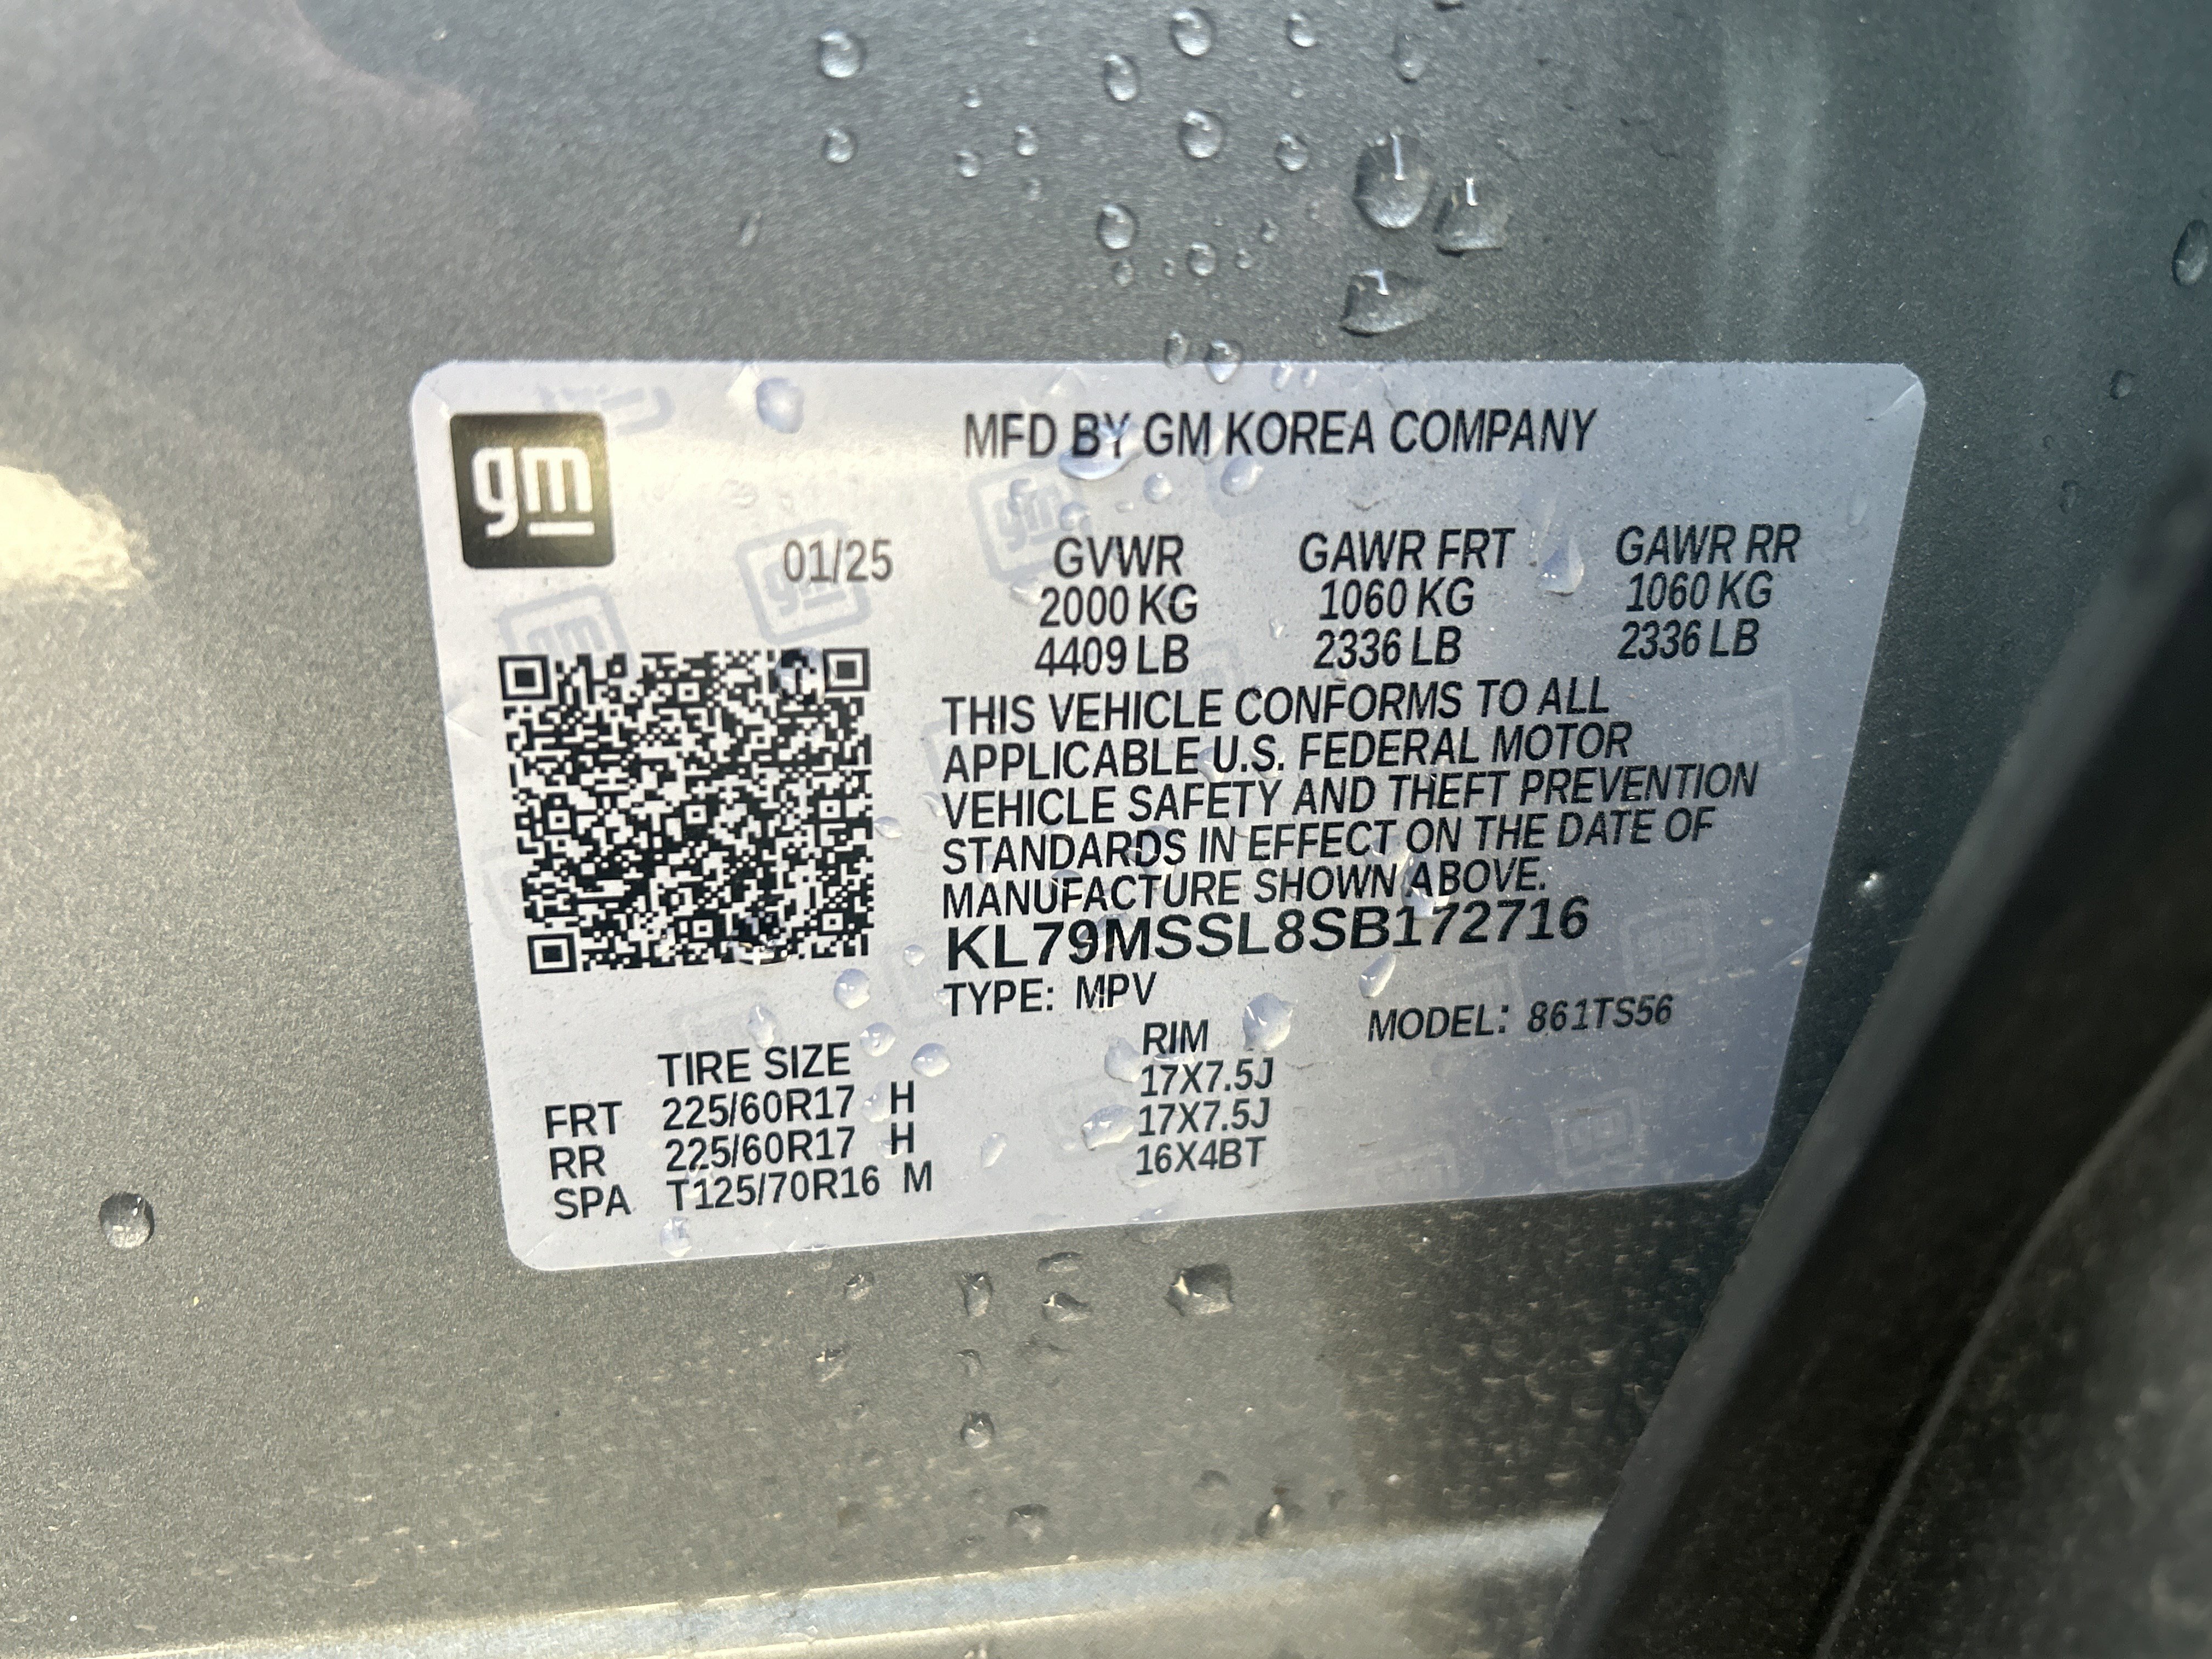 gm
MFD BY GM KOREA COMPANY
01/25 GVWR GAWR FRT GAWR RR
2000 KG 1060 KG 1060 KG
4409 LB 2336 LB 2336 LB
THIS VEHICLE CONFORMS TO ALL
APPLICABLE U.S. FEDERAL MOTOR
VEHICLE SAFETY AND THEFT PREVENTION
STANDARDS IN EFFECT ON THE DATE OF
MANUFACTURE SHOWN ABOVE.
KL79MSSL8SB172716
TYPE: MPV MODEL: 861TS56
TIRE SIZE RIM
FRT 225/60R17 H 17X7.5J
RR 225/60R17 H 17X7.5J
SPA T125/70R16 M 16X4BT